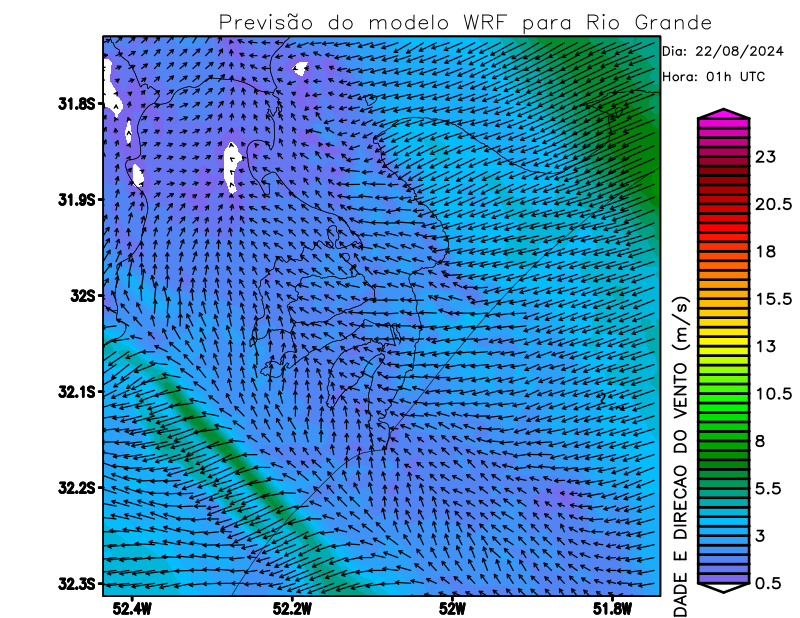 Previsão do modelo WRF para Rio Grande
Dia: 22/08/2024
Hora: 01h UTC
31.8S
31.9S
32S
32.1S
32.2S
32.3S
52.4W
52.2W
52W
51.8W
23
20.5
18
15.5
13
10.5
8
5.5
3
0.5
DADE E DIRECAO DO VENTO (m/s)